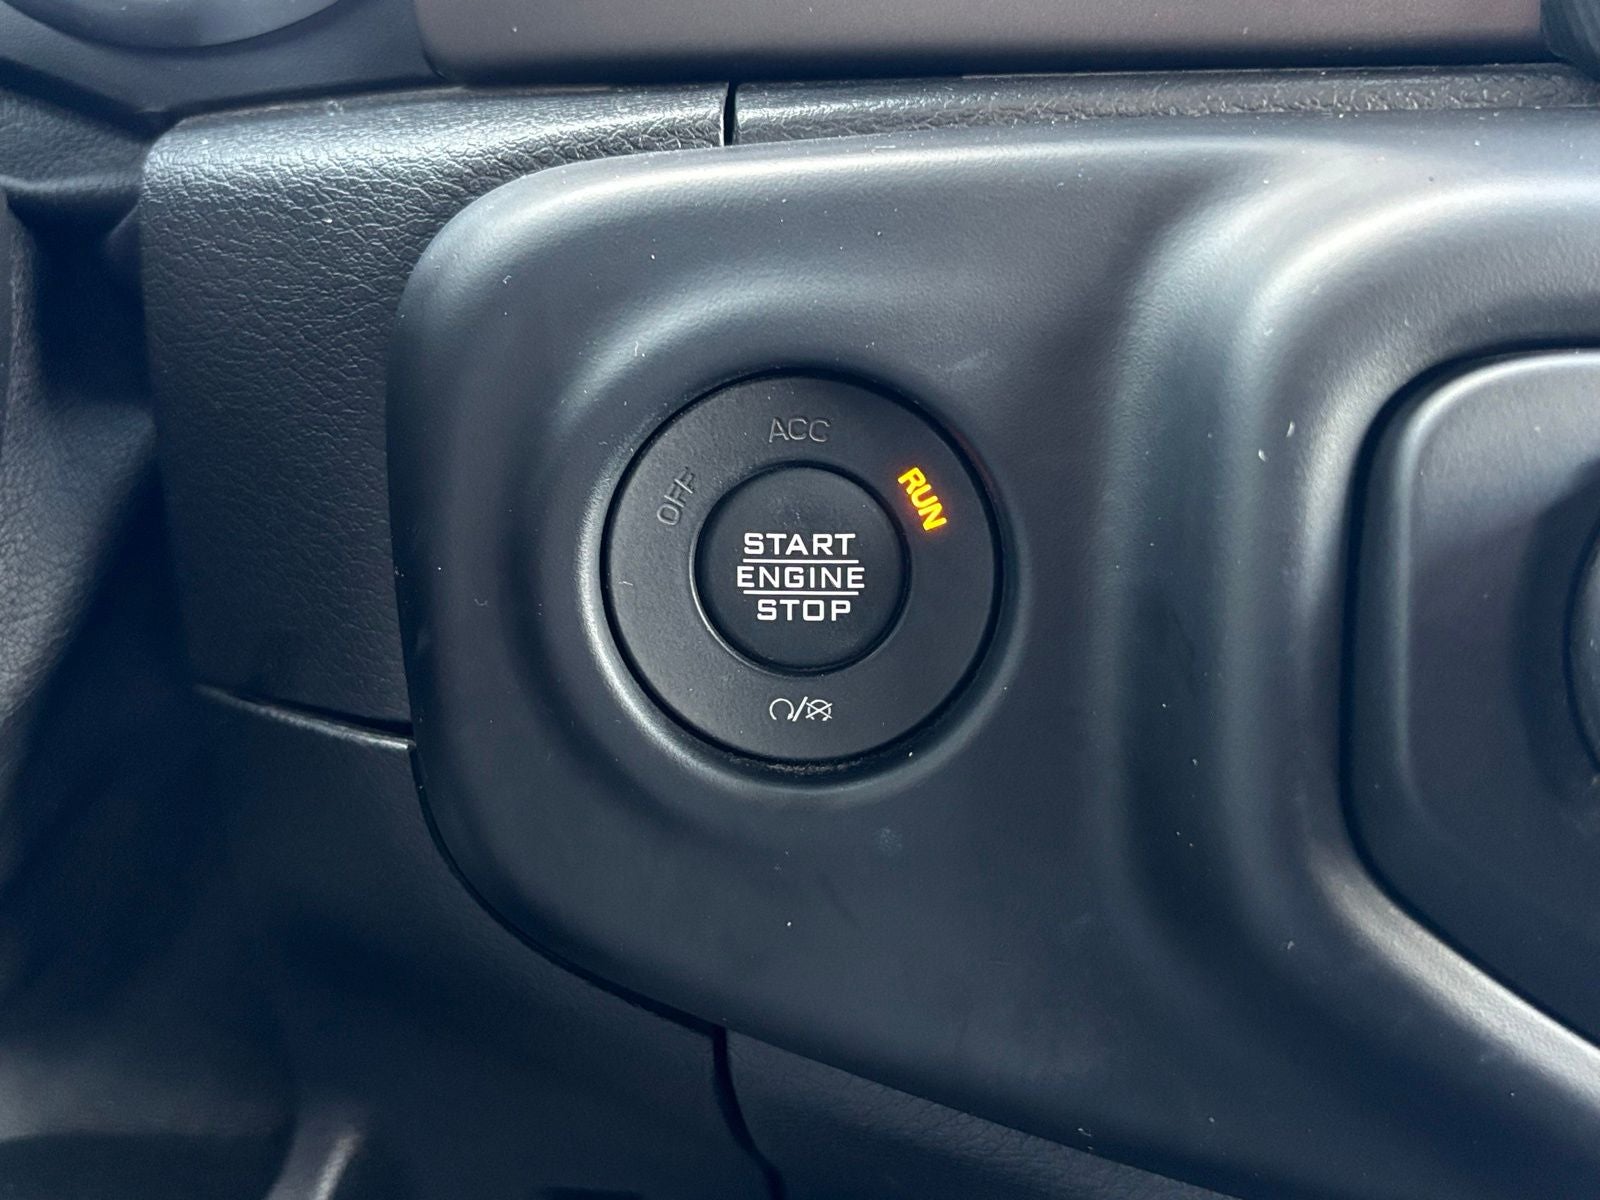 ACC
OFF
RUN
START
ENGINE
STOP